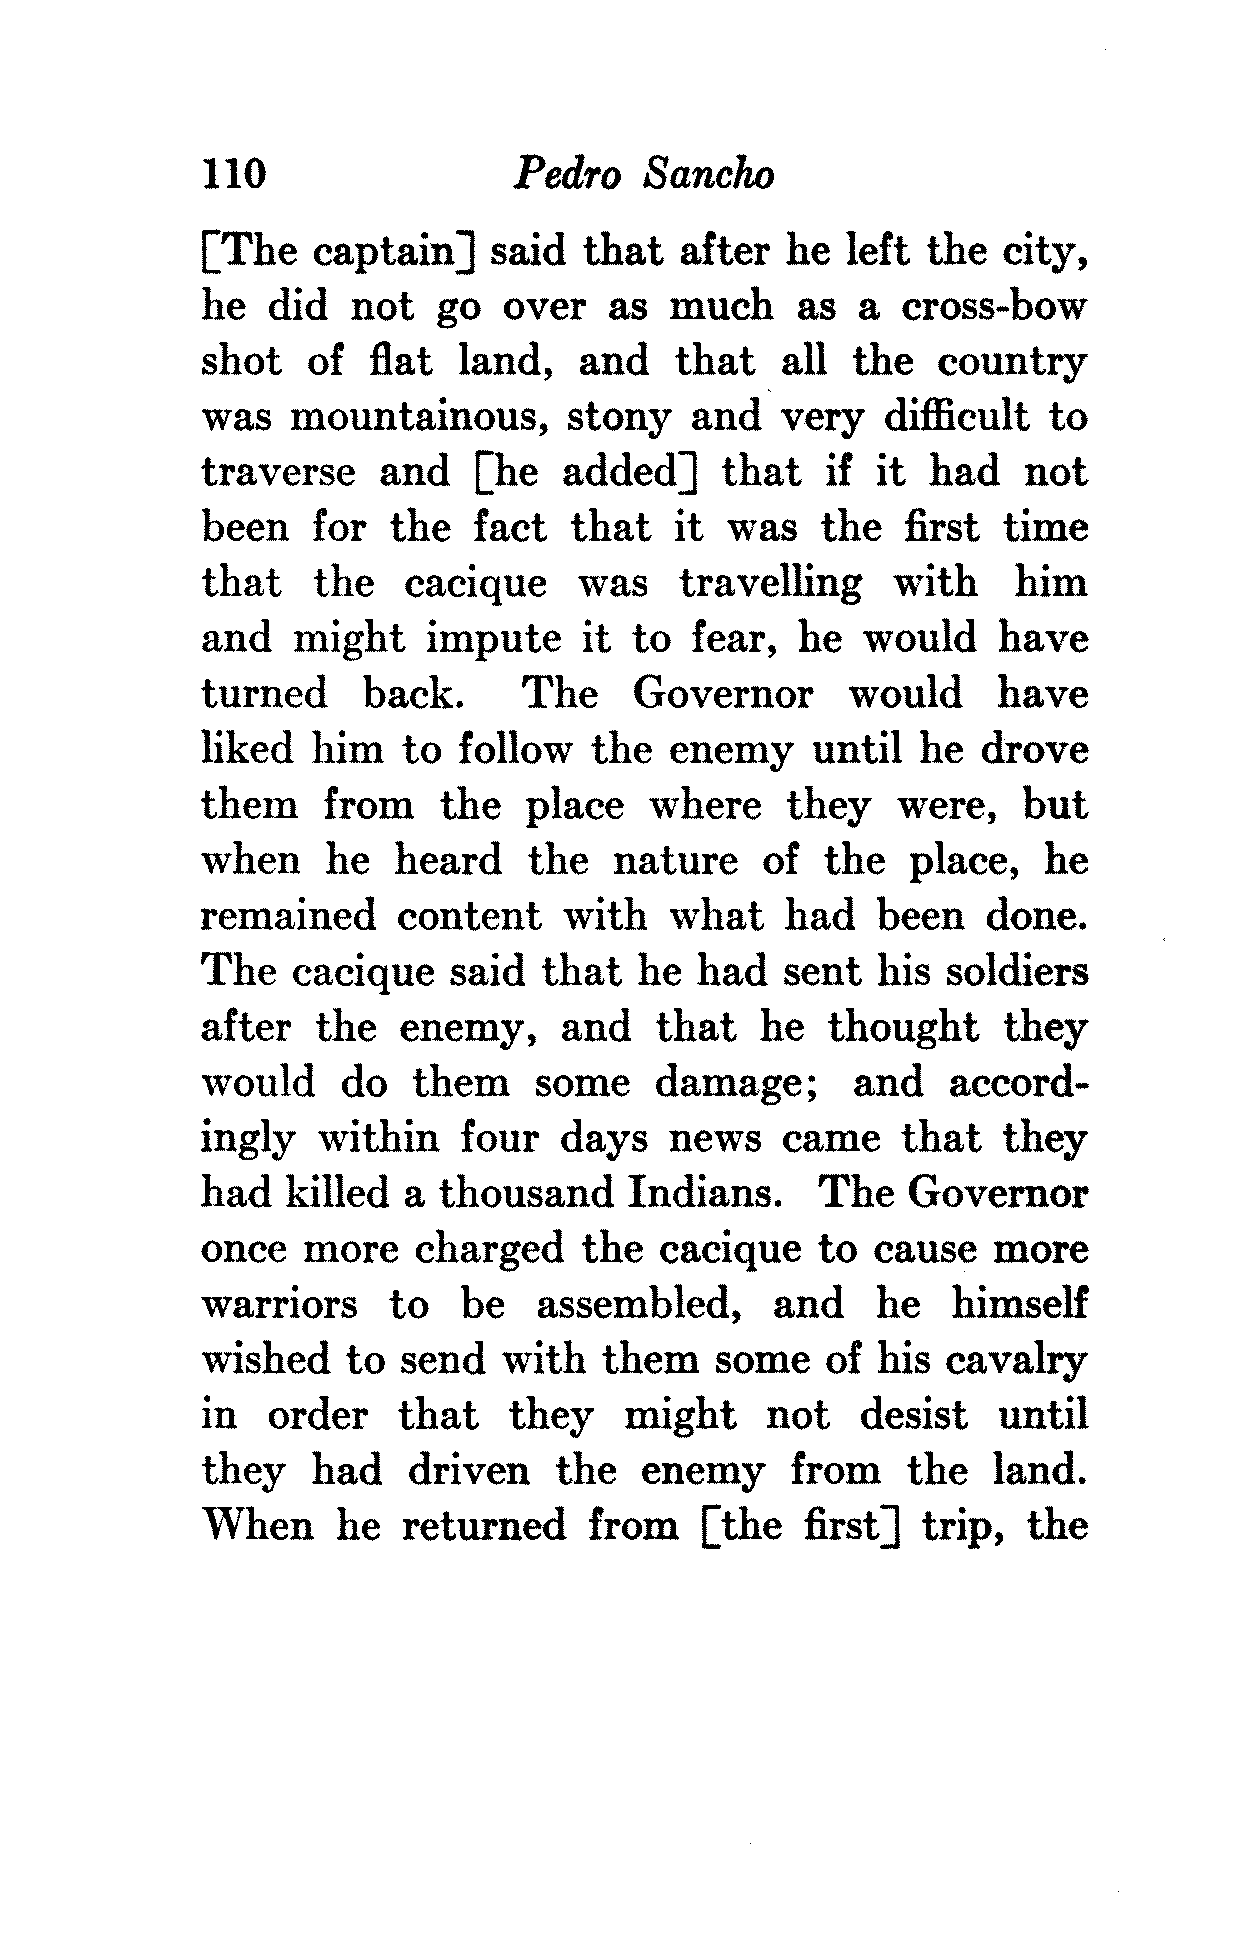 110 Pedro Sancho
[The captain] said that after he left the city,
he did not go over as much as a cross-bow
shot of flat land, and that all the country
was mountainous, stony and very difficult to
traverse and [he added] that if it had not
been for the fact that it was the first time
that the cacique was travelling with him
and might impute it to fear, he would have
turned back. The Governor would have
liked him to follow the enemy until he drove
them from the place where they were, but
when he heard the nature of the place, he
remained content with what had been done.
The cacique said that he had sent his soldiers
after the enemy, and that he thought they
would do them some damage; and accord-
ingly within four days news came that they
had killed a thousand Indians. The Governor
once more charged the cacique to cause more
warriors to be assembled, and he himself
wished to send with them some of his cavalry
in order that they might not desist until
they had driven the enemy from the land.
When he returned from [the first] trip, the